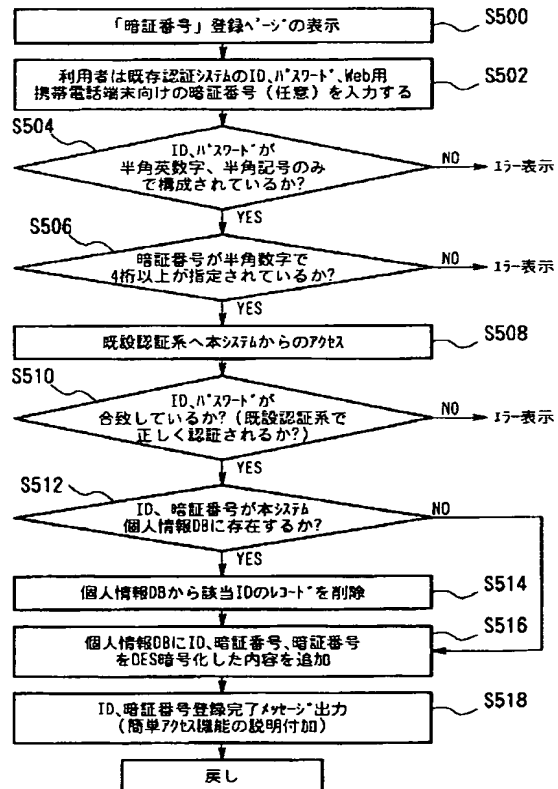 「暗証番号」登録ページの表示
S500
利用者は既存認証システムのID、パスワード、Web用
携帯電話端末向けの暗証番号（任意）を入力する
S502
S504
ID、パスワードが
半角英数字、半角記号のみ
で構成されているか?
NO
エラー表示
YES
S506
暗証番号が半角数字で
4桁以上が指定されているか?
NO
エラー表示
YES
既設認証系へ本システムからのアクセス
S508
S510
ID、パスワードが
合致しているか?(既設認証系で
正しく認証されるか?)
NO
エラー表示
YES
S512
ID、暗証番号が本システム
個人情報DBに存在するか?
NO
YES
個人情報DBから該当IDのレコードを削除
S514
個人情報DBにID、暗証番号、暗証番号
をDES暗号化した内容を追加
S516
ID、暗証番号登録完了メッセージ出力
(簡単アクセス機能の説明付加)
S518
戻し